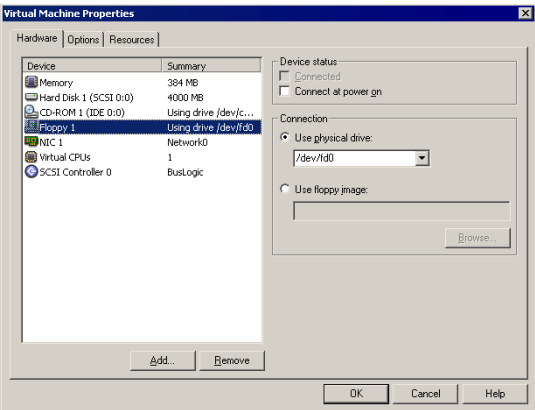 Virtual Machine Properties
Hardware Options Resources
Device Summary
Memory 384 MB
Hard Disk 1 (SCSI 0:0) 4000 MB
CD-ROM 1 (IDE 0:0) Using drive /dev/c...
Floppy 1 Using drive /dev/fd0
NIC 1 Network0
Virtual CPUs 1
SCSI Controller 0 BusLogic
Add... Remove
Device status
Connected
Connect at power on
Connection
Use physical drive:
/dev/fd0
Use floppy image:
Browse...
OK Cancel Help